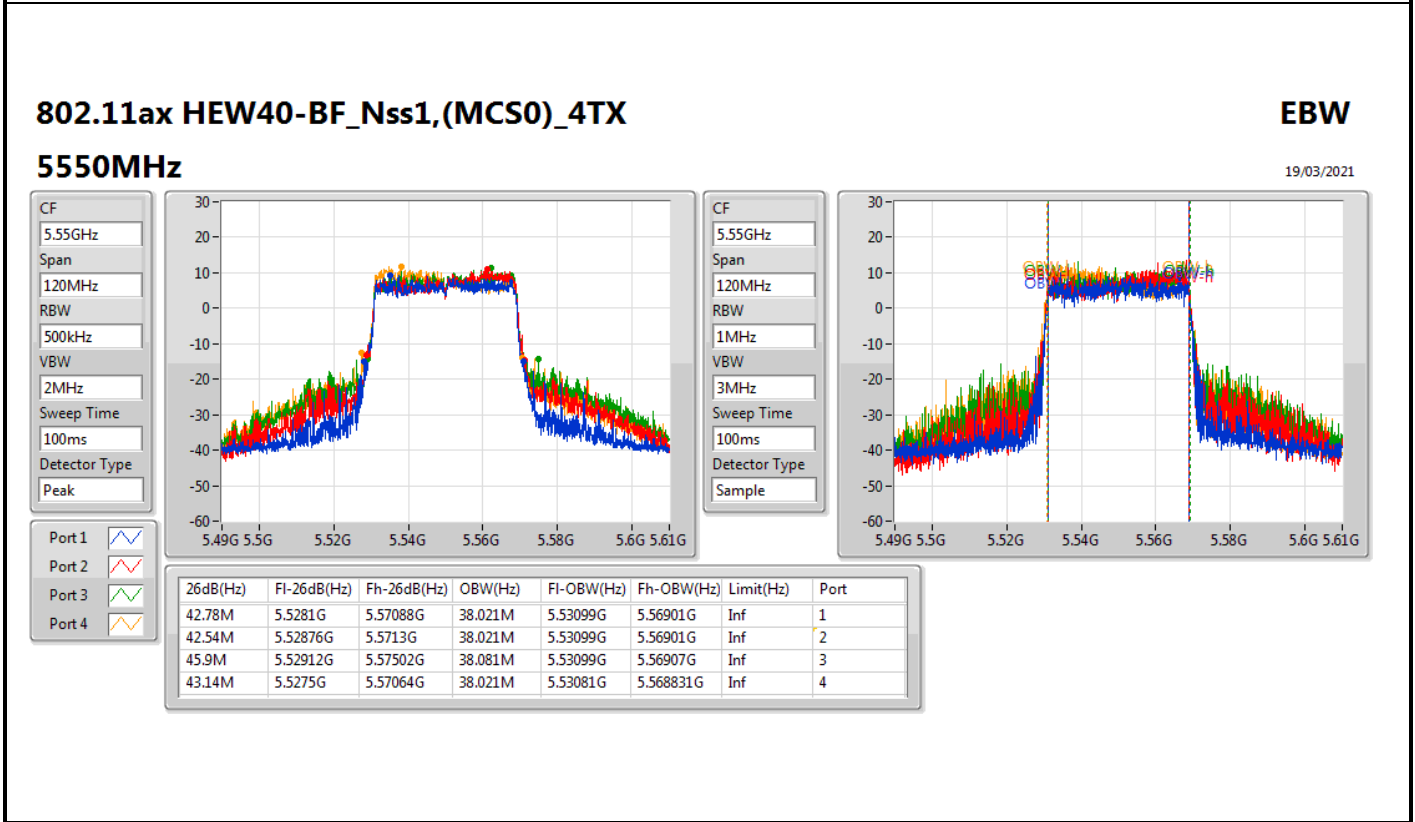 802.11ax HEW40-BF_Nss1,(MCS0)_4TX EBW
5550MHz 19/03/2021
CF
5.55GHz
Span
120MHz
RBW
500kHz
VBW
2MHz
Sweep Time
100ms
Detector Type
Peak
30
20
10
0
-10
-20
-30
-40
-50
-60
5.49G 5.5G 5.52G 5.54G 5.56G 5.58G 5.6G 5.61G
CF
5.55GHz
Span
120MHz
RBW
1MHz
VBW
3MHz
Sweep Time
100ms
Detector Type
Sample
30
20
10
0
-10
-20
-30
-40
-50
-60
5.49G 5.5G 5.52G 5.54G 5.56G 5.58G 5.6G 5.61G
Port 1
Port 2
Port 3
Port 4
26dB(Hz) Fl-26dB(Hz) Fh-26dB(Hz) OBW(Hz) Fl-OBW(Hz) Fh-OBW(Hz) Limit(Hz) Port
42.78M 5.5281G 5.57088G 38.021M 5.53099G 5.56901G Inf 1
42.54M 5.52876G 5.5713G 38.021M 5.53099G 5.56901G Inf 2
45.9M 5.52912G 5.57502G 38.081M 5.53099G 5.56907G Inf 3
43.14M 5.5275G 5.57064G 38.021M 5.53081G 5.568831G Inf 4